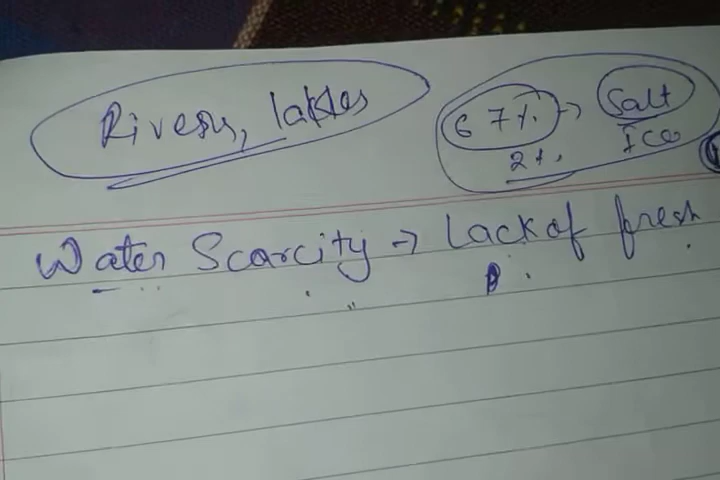 Rivers, lakes
67% → Salt
2%. Ice
Water Scarcity → Lack of fresh